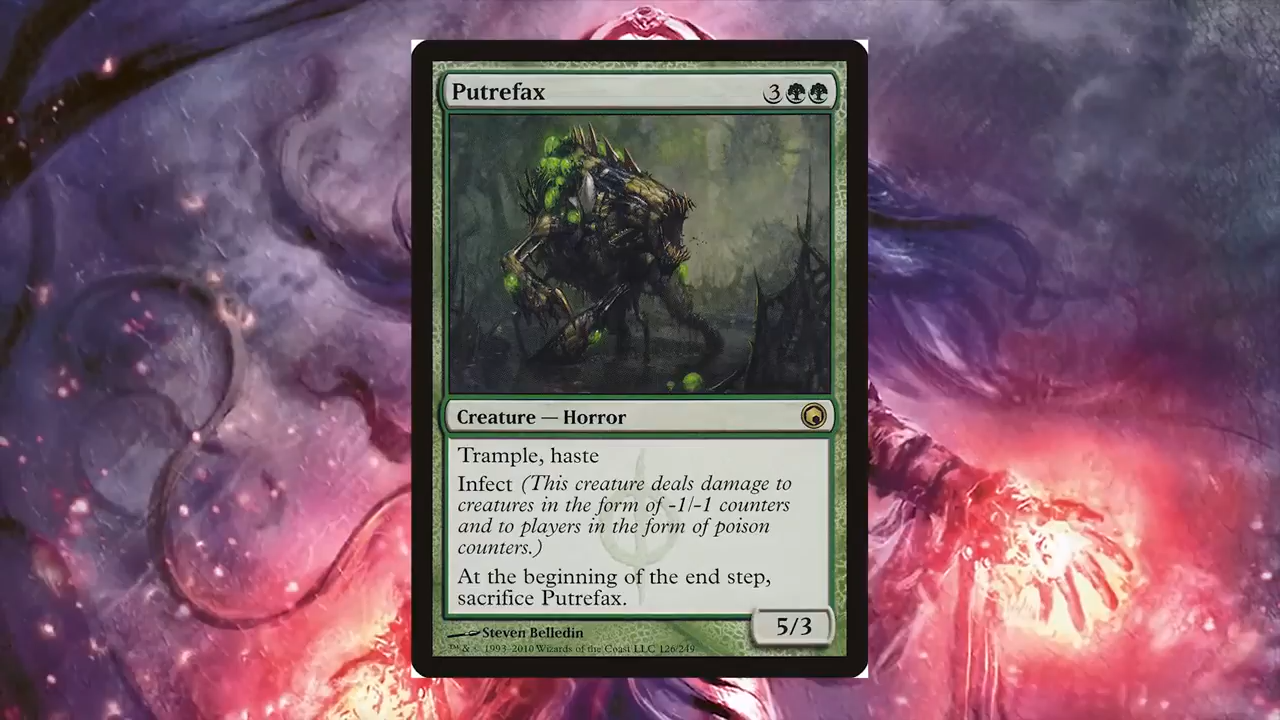 Putrefax 3
Creature — Horror
Trample, haste
Infect (This creature deals damage to
creatures in the form of -1/-1 counters
and to players in the form of poison
counters.)
At the beginning of the end step,
sacrifice Putrefax.
5/3
Steven Belledin
™ & © 1993–2010 Wizards of the Coast LLC 126/249